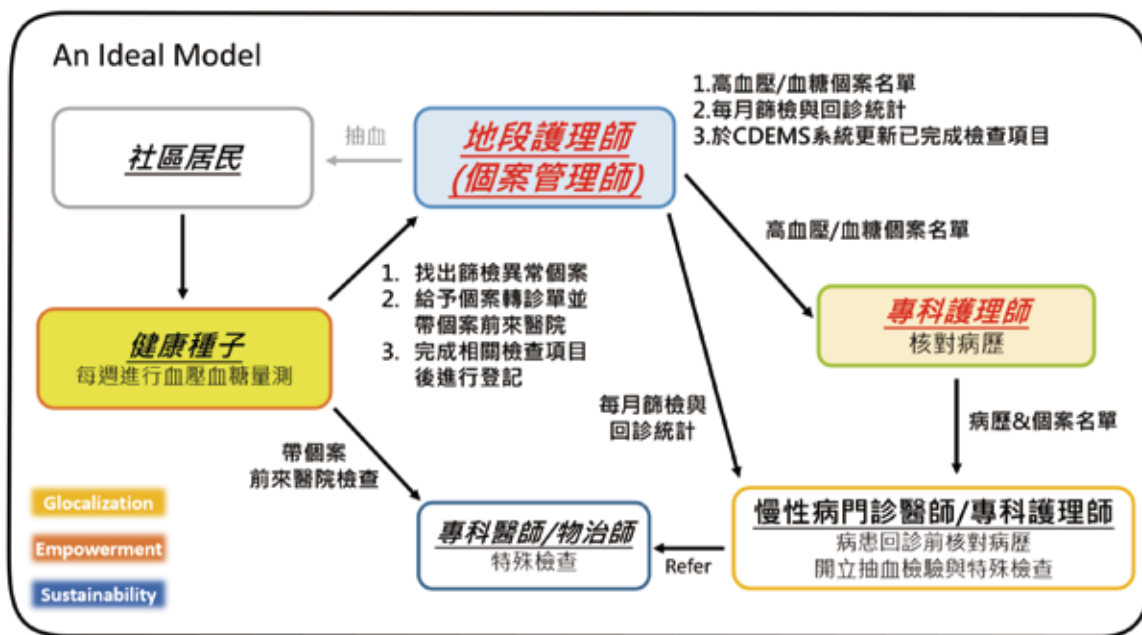 An Ideal Model
1.高血壓/血糖個案名單
2.每月篩檢與回診統計
3.於CDEMS系統更新已完成檢查項目
社區居民
抽血
地段護理師
(個案管理師)
高血壓/血糖個案名單
1. 找出篩檢異常個案
2. 給予個案轉診單並
帶個案前來醫院
3. 完成相關檢查項目
後進行登記
專科護理師
核對病歷
健康種子
每週進行血壓血糖量測
每月篩檢與
回診統計
病歷&個案名單
帶個案
前來醫院檢查
Glocalization
Empowerment
Sustainability
專科醫師/物治師
特殊檢查
Refer
慢性病門診醫師/專科護理師
病患回診前核對病歷
開立抽血檢驗與特殊檢查